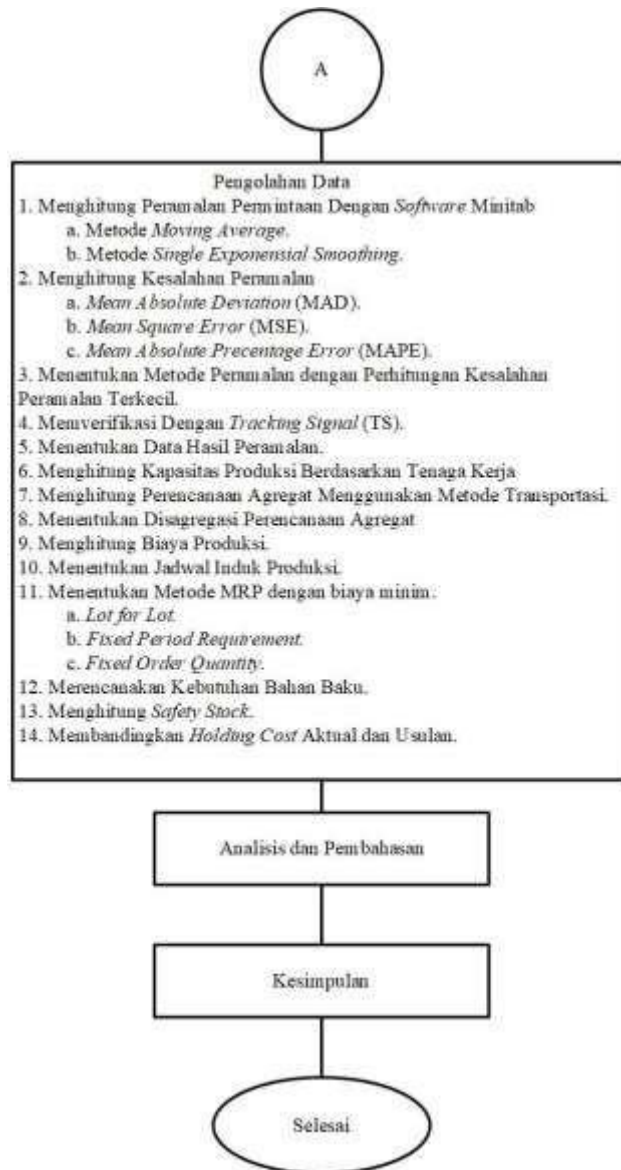 A
Pengolahan Data
1. Menghitung Peramalan Permintaan Dengan Software Minitab
a. Metode Moving Average.
b. Metode Single Exponensial Smoothing.
2. Menghitung Kesalahan Peramalan
a. Mean Absolute Deviation (MAD).
b. Mean Square Error (MSE).
c. Mean Absolute Precentage Error (MAPE).
3. Menentukan Metode Peramalan dengan Perhitungan Kesalahan
Peramalan Terkecil.
4. Memverifikasi Dengan Tracking Signal (TS).
5. Menentukan Data Hasil Peramalan.
6. Menghitung Kapasitas Produksi Berdasarkan Tenaga Kerja
7. Menghitung Perencanaan Agregat Menggunakan Metode Transportasi.
8. Menentukan Disagregasi Perencanaan Agregat
9. Menghitung Biaya Produksi.
10. Menentukan Jadwal Induk Produksi.
11. Menentukan Metode MRP dengan biaya minim.
a. Lot for Lot.
b. Fixed Period Requirement.
c. Fixed Order Quantity.
12. Merencanakan Kebutuhan Bahan Baku.
13. Menghitung Safety Stock.
14. Membandingkan Holding Cost Aktual dan Usulan.
Analisis dan Pembahasan
Kesimpulan
Selesai